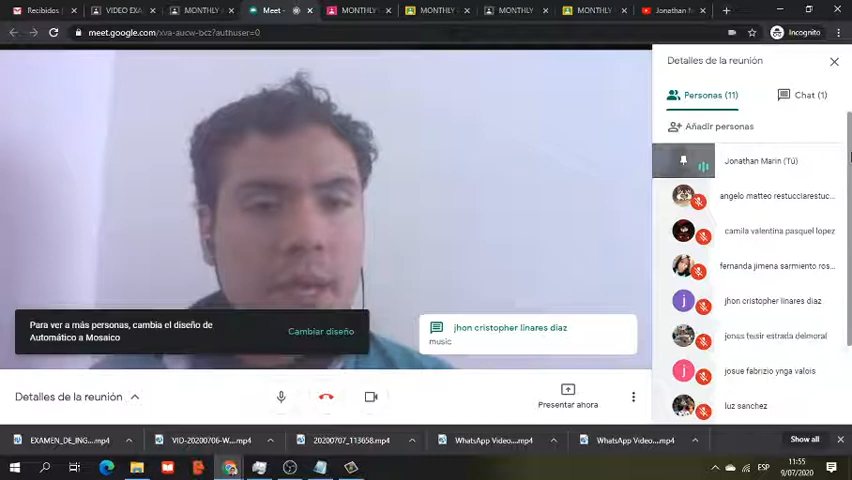 Recibidos (
VIDEO EXA
MONTHLY
Meet -
MONTHLY
MONTHLY C
MONTHLY
MONTHLY
Jonathan M
meet.google.com/xva-aucw-bcz?authuser=0
Incognito
Detalles de la reunión
Personas (11)
Chat (1)
Añadir personas
Jonathan Marin (Tú)
angelo matteo restucciarestuc...
camila valentina pasquel lopez
fernanda jimena sarmiento ros...
jhon cristopher linares diaz
jonas tesir estrada delmoral
josue fabrizio ynga valois
luz sanchez
Para ver a más personas, cambia el diseño de
Automático a Mosaico
Cambiar diseño
jhon cristopher linares diaz
music
Detalles de la reunión
Presentar ahora
EXAMEN_DE_ING....mp4
VID-20200706-W....mp4
20200707_113658.mp4
WhatsApp Video....mp4
WhatsApp Video....mp4
Show all
ESP
11:55
9/07/2020